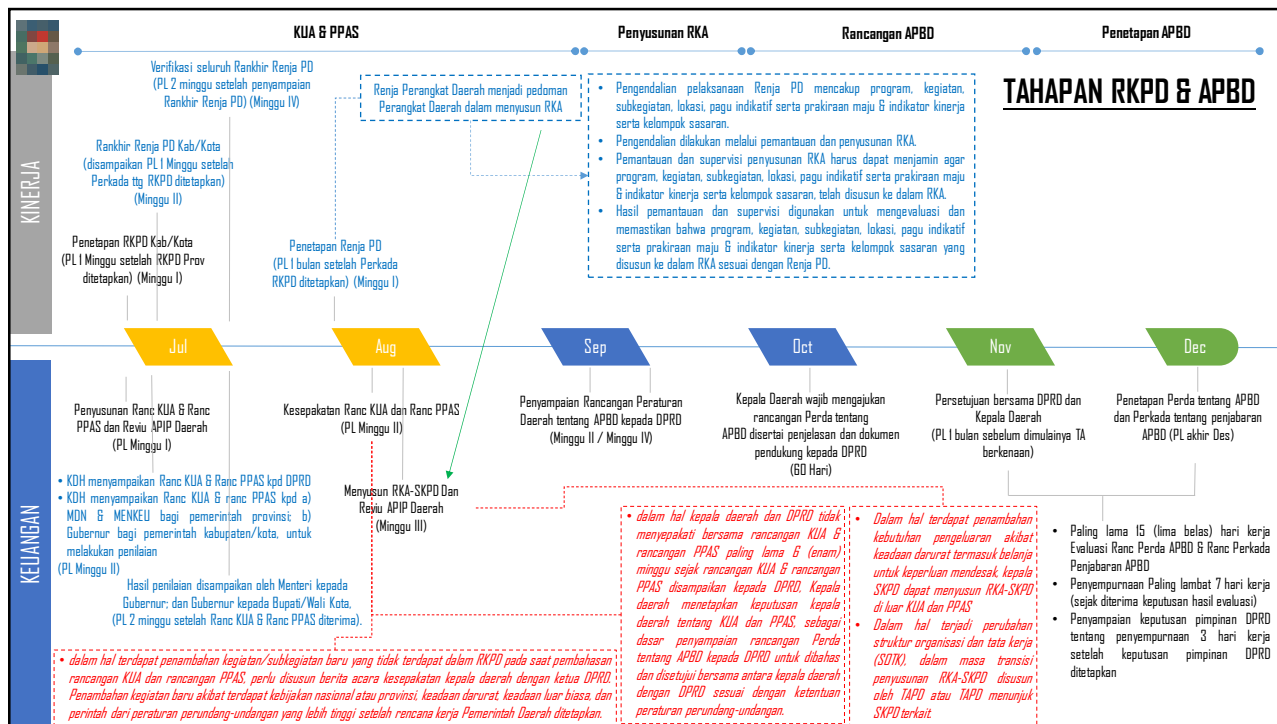 KUA & PPAS
Penyusunan RKA
Rancangan APBD
Penetapan APBD
TAHAPAN RKPD & APBD
KINERJA
Verifikasi seluruh Rankhir Renja PD
(PL 2 minggu setelah penyampaian
Rankhir Renja PD) (Minggu IV)
Rankhir Renja PD Kab/Kota
(disampaikan PL 1 Minggu setelah
Perkada ttg RKPD ditetapkan)
(Minggu II)
Penetapan RKPD Kab/Kota
(PL 1 Minggu setelah RKPD Prov
ditetapkan) (Minggu I)
Renja Perangkat Daerah menjadi pedoman
Perangkat Daerah dalam menyusun RKA
Penetapan Renja PD
(PL 1 bulan setelah Perkada
RKPD ditetapkan) (Minggu I)
• Pengendalian pelaksanaan Renja PD mencakup program, kegiatan,
subkegiatan, lokasi, pagu indikatif serta prakiraan maju & indikator kinerja
serta kelompok sasaran.
• Pengendalian dilakukan melalui pemantauan dan penyusunan RKA.
• Pemantauan dan supervisi penyusunan RKA harus dapat menjamin agar
program, kegiatan, subkegiatan, lokasi, pagu indikatif serta prakiraan maju
& indikator kinerja serta kelompok sasaran, telah disusun ke dalam RKA.
• Hasil pemantauan dan supervisi digunakan untuk mengevaluasi dan
memastikan bahwa program, kegiatan, subkegiatan, lokasi, pagu indikatif
serta prakiraan maju & indikator kinerja serta kelompok sasaran yang
disusun ke dalam RKA sesuai dengan Renja PD.
Jul
Aug
Sep
Oct
Nov
Dec
KEUANGAN
Penyusunan Ranc KUA & Ranc
PPAS dan Reviu APIP Daerah
(PL Minggu I)
• KDH menyampaikan Ranc KUA & Ranc PPAS kpd DPRD
• KDH menyampaikan Ranc KUA & ranc PPAS kpd a)
MDN & MENKEU bagi pemerintah provinsi; b)
Gubernur bagi pemerintah kabupaten/kota, untuk
melakukan penilaian
(PL Minggu II)
Hasil penilaian disampaikan oleh Menteri kepada
Gubernur; dan Gubernur kepada Bupati/Wali Kota,
(PL 2 minggu setelah Ranc KUA & Ranc PPAS diterima).
Kesepakatan Ranc KUA dan Ranc PPAS
(PL Minggu II)
Menyusun RKA-SKPD Dan
Reviu APIP Daerah
(Minggu III)
Penyampaian Rancangan Peraturan
Daerah tentang APBD kepada DPRD
(Minggu II / Minggu IV)
Kepala Daerah wajib mengajukan
rancangan Perda tentang
APBD disertai penjelasan dan dokumen
pendukung kepada DPRD
(60 Hari)
Persetujuan bersama DPRD dan
Kepala Daerah
(PL 1 bulan sebelum dimulainya TA
berkenaan)
Penetapan Perda tentang APBD
dan Perkada tentang penjabaran
APBD (PL akhir Des)
• dalam hal terdapat penambahan kegiatan/subkegiatan baru yang tidak terdapat dalam RKPD pada saat pembahasan
rancangan KUA dan rancangan PPAS, perlu disusun berita acara kesepakatan kepala daerah dengan ketua DPRD.
Penambahan kegiatan baru akibat terdapat kebijakan nasional atau provinsi, keadaan darurat, keadaan luar biasa, dan
perintah dari peraturan perundang-undangan yang lebih tinggi setelah rencana kerja Pemerintah Daerah ditetapkan.
• dalam hal kepala daerah dan DPRD tidak
menyepakati bersama rancangan KUA &
rancangan PPAS paling lama 6 (enam)
minggu sejak rancangan KUA & rancangan
PPAS disampaikan kepada DPRD, Kepala
daerah menetapkan keputusan kepala
daerah tentang KUA dan PPAS. sebagai
dasar penyampaian rancangan Perda
tentang APBD kepada DPRD untuk dibahas
dan disetujui bersama antara kepala daerah
dengan DPRD sesuai dengan ketentuan
peraturan perundang-undangan.
• Dalam hal terdapat penambahan
kebutuhan pengeluaran akibat
keadaan darurat termasuk belanja
untuk keperluan mendesak, kepala
SKPD dapat menyusun RKA-SKPD
di luar KUA dan PPAS
• Dalam hal terjadi perubahan
struktur organisasi dan tata kerja
(SOTK), dalam masa transisi
penyusunan RKA-SKPD disusun
oleh TAPD atau TAPD menunjuk
SKPD terkait.
• Paling lama 15 (lima belas) hari kerja
Evaluasi Ranc Perda APBD & Ranc Perkada
Penjabaran APBD
• Penyempurnaan Paling lambat 7 hari kerja
(sejak diterima keputusan hasil evaluasi)
• Penyampaian keputusan pimpinan DPRD
tentang penyempurnaan 3 hari kerja
setelah keputusan pimpinan DPRD
ditetapkan